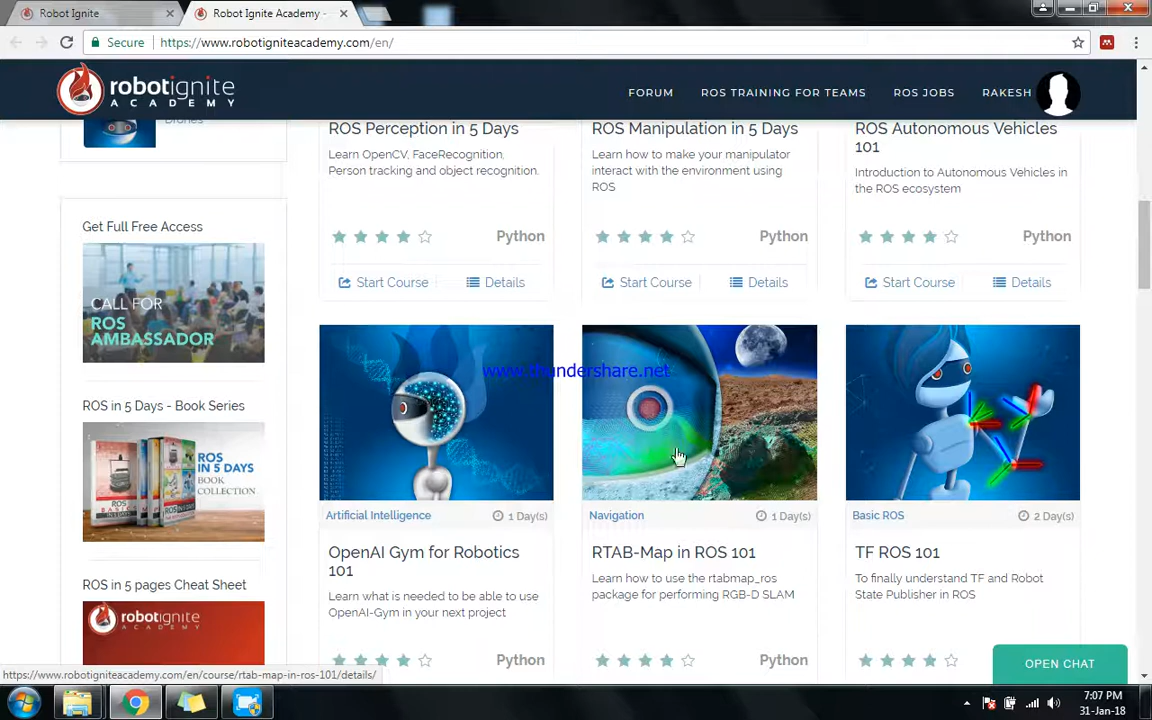 Robot Ignite
Robot Ignite Academy -
Secure
https://www.robotigniteacademy.com/en/
robotignite
ACADEMY
FORUM
ROS TRAINING FOR TEAMS
ROS JOBS
RAKESH
Drones
ROS Perception in 5 Days
Learn OpenCV, FaceRecognition,
Person tracking and object recognition.
Python
Start Course
Details
ROS Manipulation in 5 Days
Learn how to make your manipulator
interact with the environment using
ROS
Python
Start Course
Details
ROS Autonomous Vehicles
101
Introduction to Autonomous Vehicles in
the ROS ecosystem
Python
Start Course
Details
Get Full Free Access
CALL FOR
ROS
AMBASSADOR
ROS in 5 Days - Book Series
ROS
IN 5 DAYS
BOOK
COLLECTION
ROS in 5 pages Cheat Sheet
robotignite
ACADEMY
www.thundershare.net
Artificial Intelligence
1 Day(s)
OpenAI Gym for Robotics
101
Learn what is needed to be able to use
OpenAI-Gym in your next project
Python
Navigation
1 Day(s)
RTAB-Map in ROS 101
Learn how to use the rtabmap_ros
package for performing RGB-D SLAM
Python
Basic ROS
2 Day(s)
TF ROS 101
To finally understand TF and Robot
State Publisher in ROS
OPEN CHAT
https://www.robotigniteacademy.com/en/course/rtab-map-in-ros-101/details/
7:07 PM
31-Jan-18